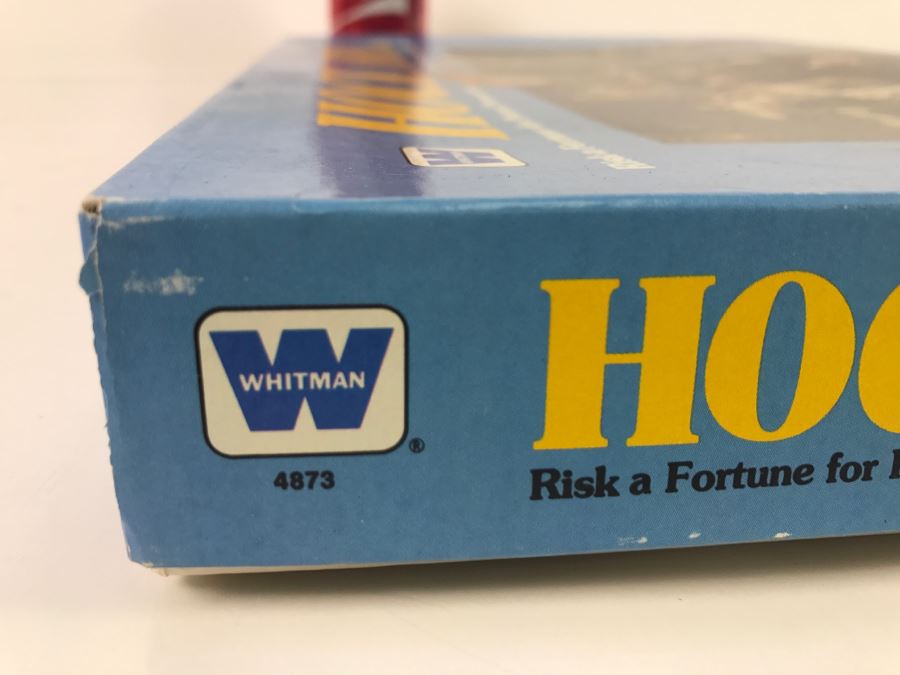 WHITMAN
®
4873
HOO
Risk a Fortune for